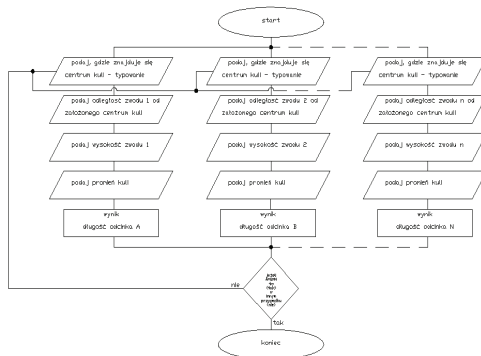 start
podaj, gdzie znajduje się
centrum kuli - typowanie
podaj, gdzie znajduje się
centrum kuli - typowanie
podaj, gdzie znajduje się
centrum kuli - typowanie
podaj odległość zwodu 1 od
założonego centrum kuli
podaj odległość zwodu 2 od
założonego centrum kuli
podaj odległość zwodu n od
założonego centrum kuli
podaj wysokość zwodu 1
podaj wysokość zwodu 2
podaj wysokość zwodu n
podaj promień kuli
podaj promień kuli
podaj promień kuli
wynik
długość odcinka A
wynik
długość odcinka B
wynik
długość odcinka N
nie
tak
koniec